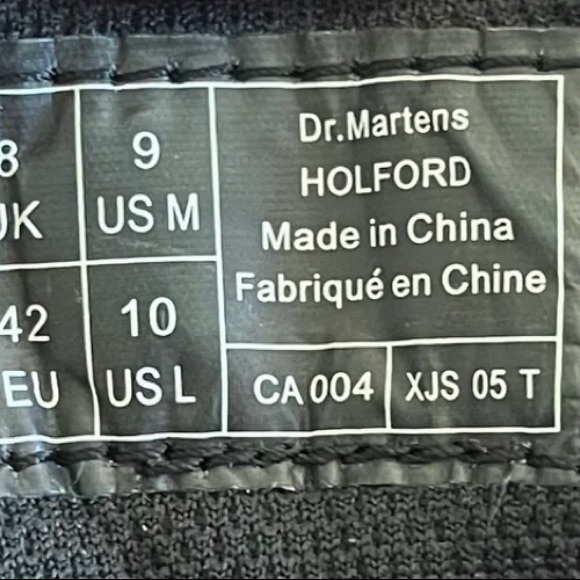 8
UK
9
US M
42
EU
10
US L
Dr.Martens
HOLFORD
Made in China
Fabriqué en Chine
CA 004
XJS 05 T